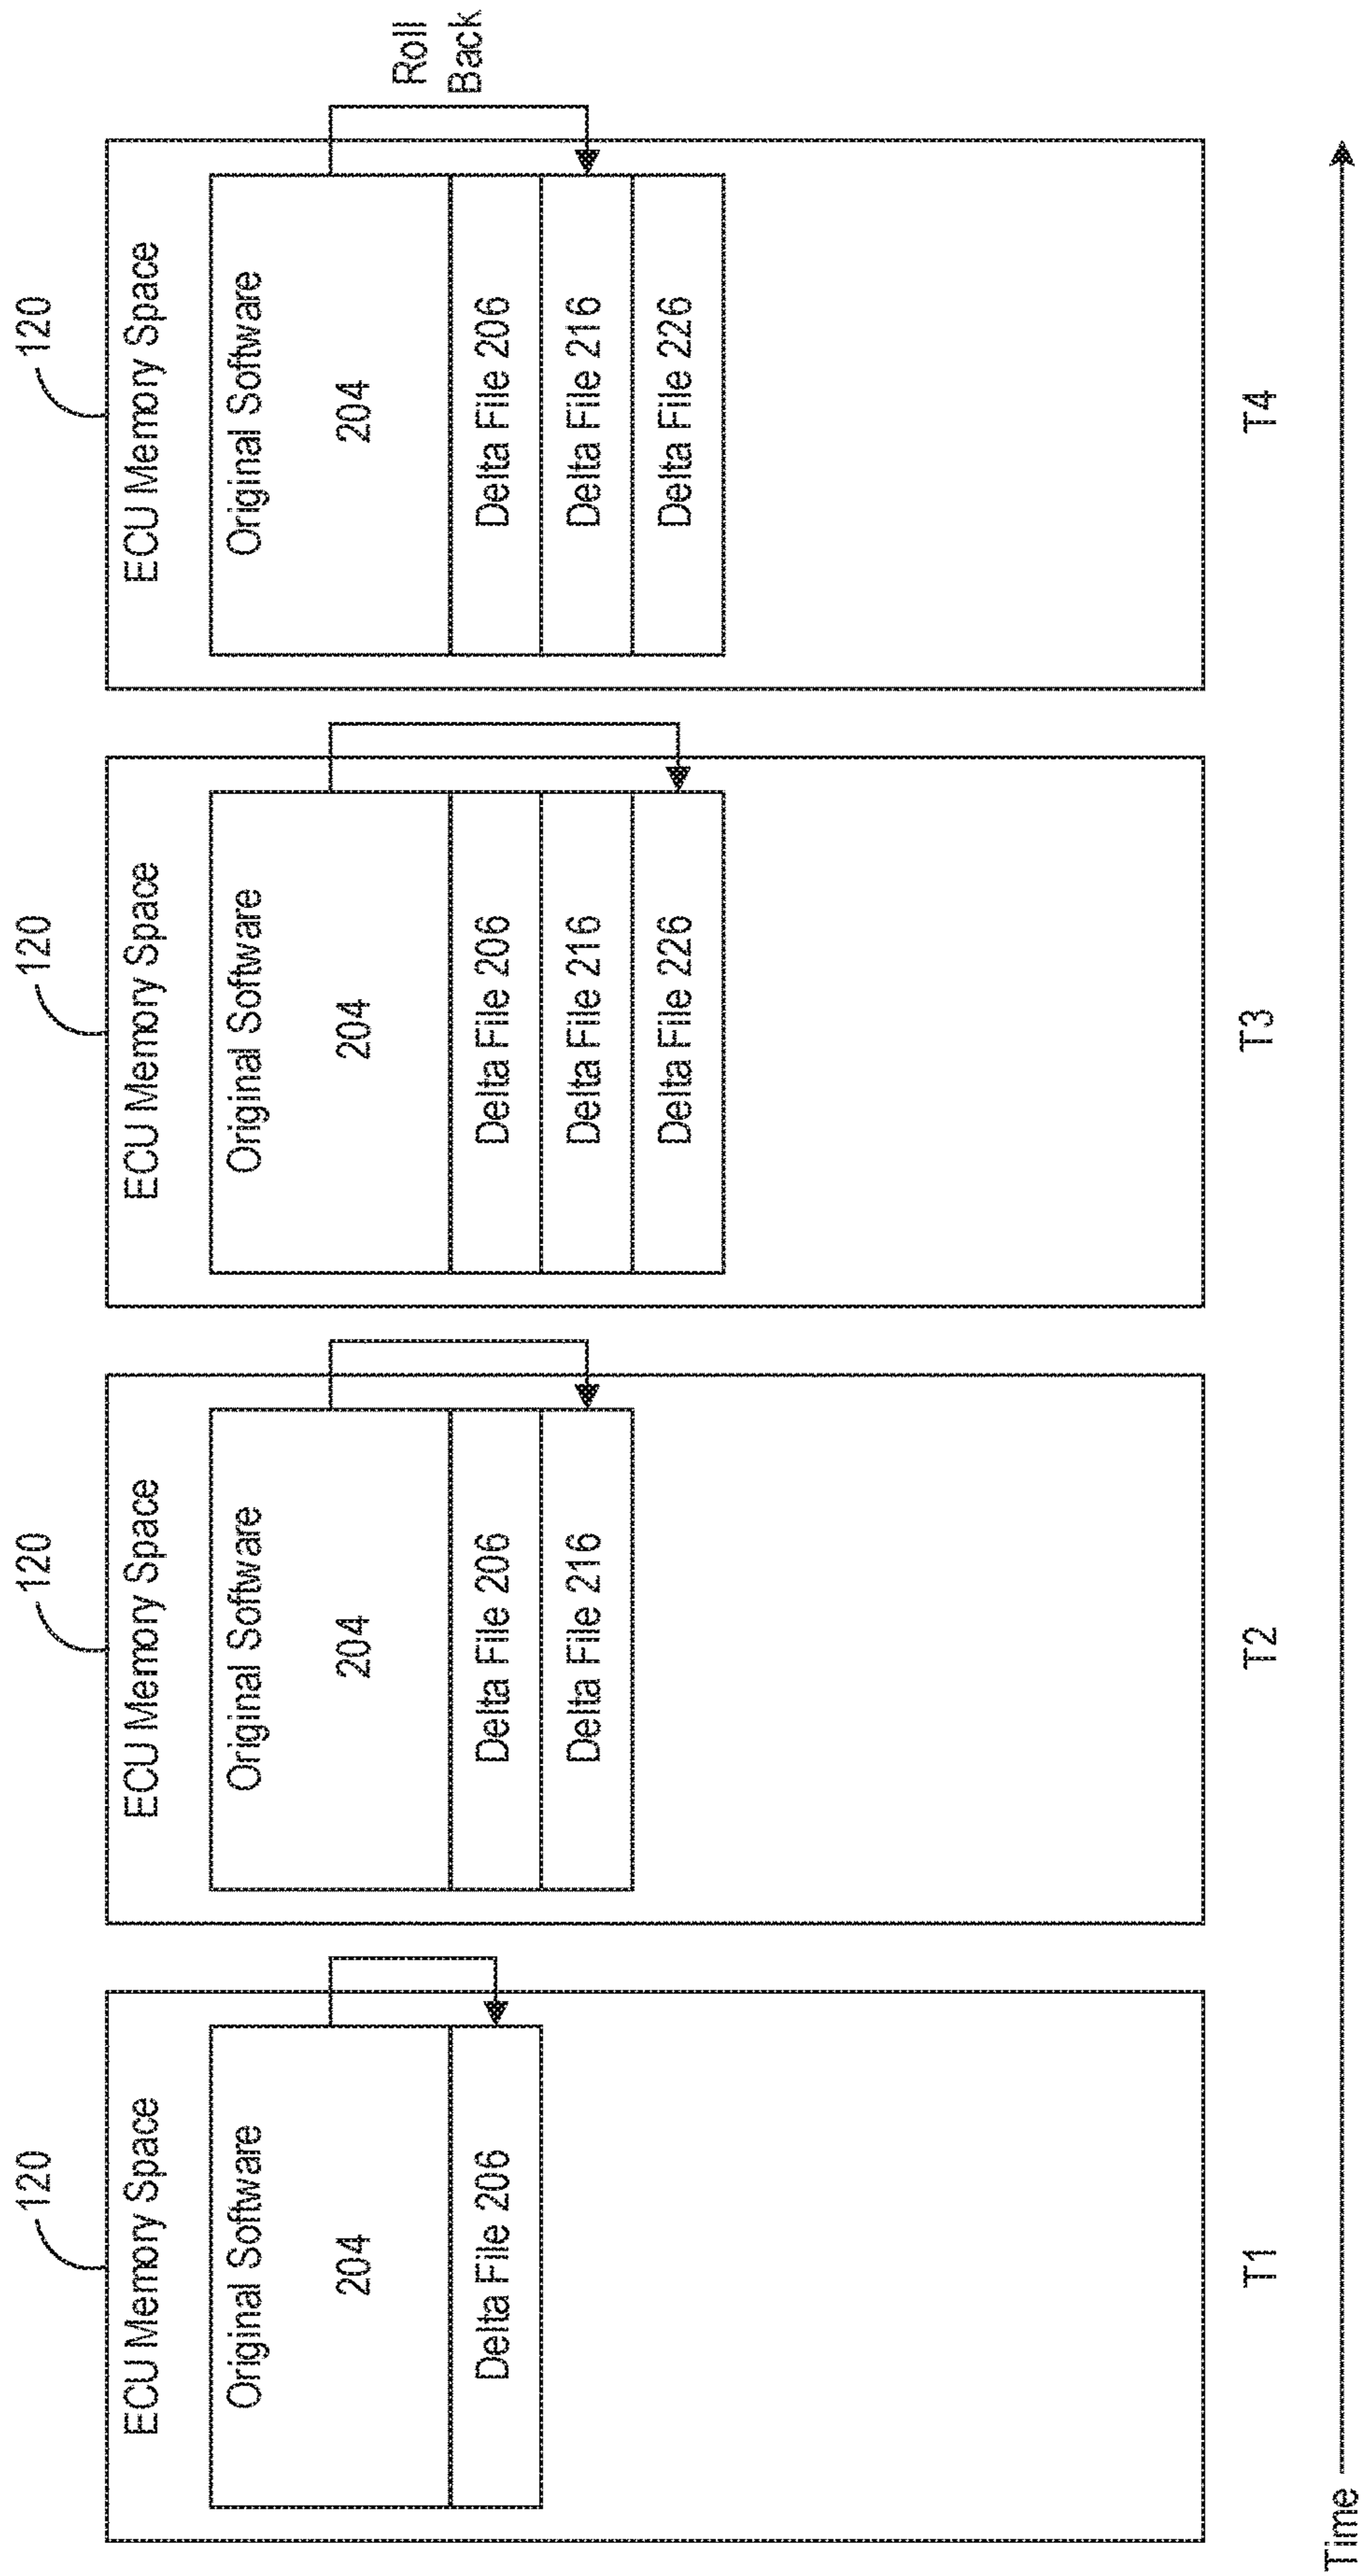 120
ECU Memory Space
Original Software
204
Delta File 206
T1
120
ECU Memory Space
Original Software
204
Delta File 206
Delta File 216
T2
120
ECU Memory Space
Original Software
204
Delta File 206
Delta File 216
Delta File 226
T3
120
ECU Memory Space
Original Software
204
Delta File 206
Delta File 216
Delta File 226
T4
Roll
Back
Time